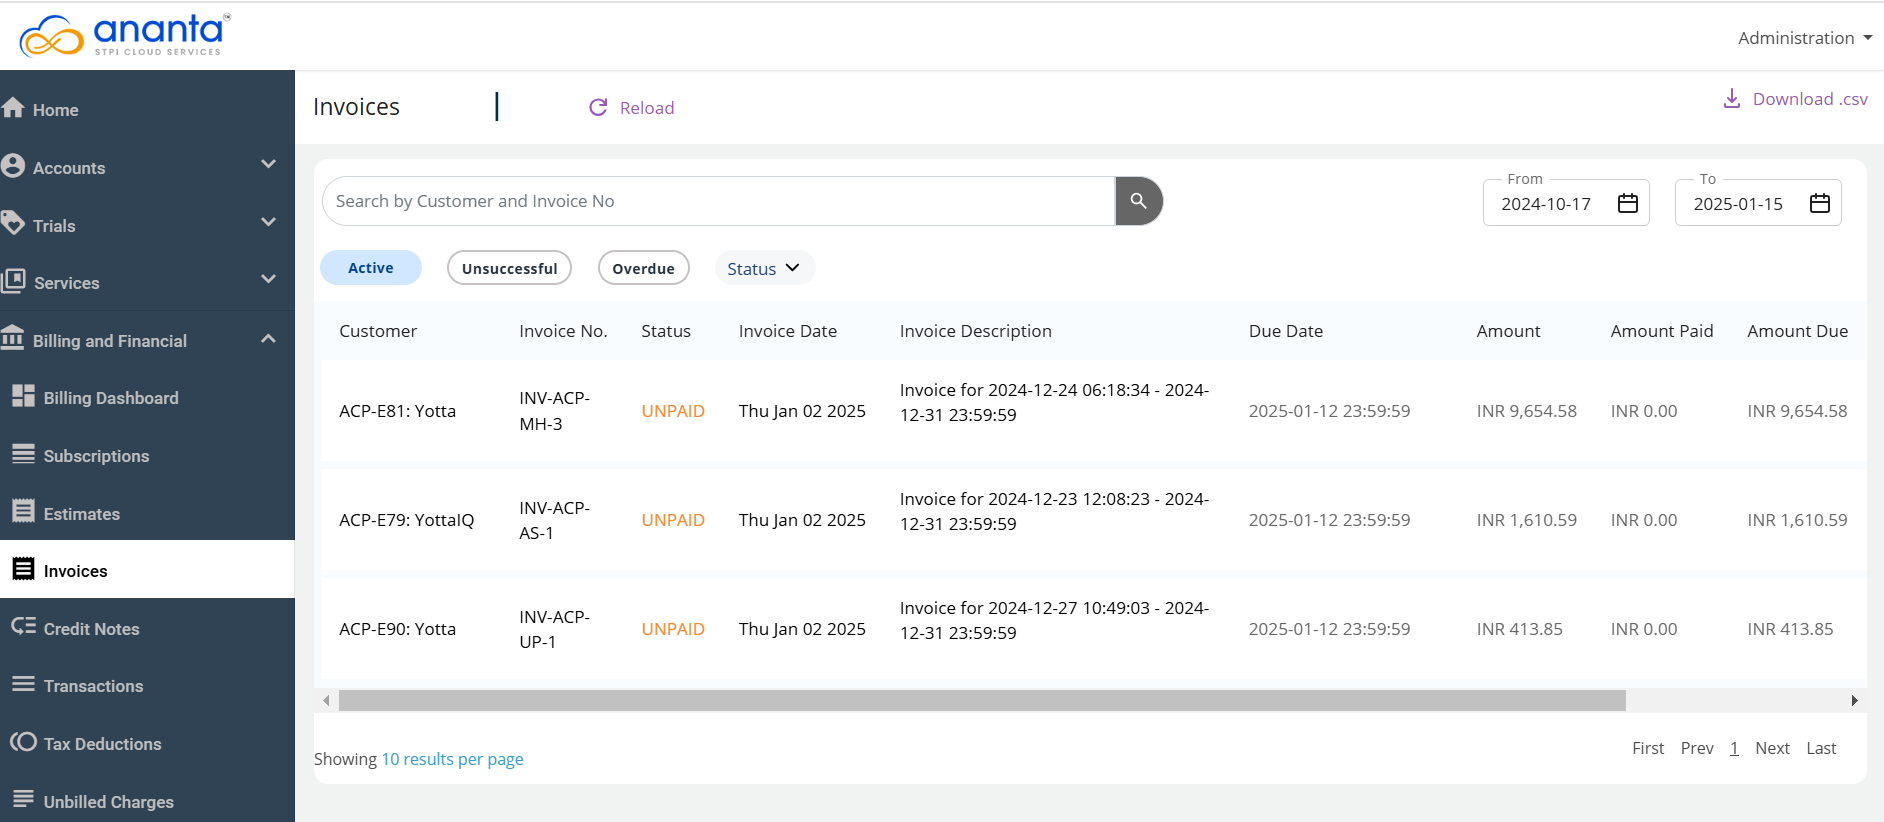 ananta™
STPI CLOUD SERVICES
Administration
Home
Accounts
Trials
Services
Billing and Financial
Billing Dashboard
Subscriptions
Estimates
Invoices
Credit Notes
Transactions
Tax Deductions
Unbilled Charges
Invoices
Reload
Download .csv
Search by Customer and Invoice No
From
2024-10-17
To
2025-01-15
Active
Unsuccessful
Overdue
Status
Customer Invoice No. Status Invoice Date Invoice Description Due Date Amount Amount Paid Amount Due
ACP-E81: Yotta
INV-ACP-
MH-3
UNPAID
Thu Jan 02 2025
Invoice for 2024-12-24 06:18:34 - 2024-
12-31 23:59:59
2025-01-12 23:59:59
INR 9,654.58
INR 0.00
INR 9,654.58
ACP-E79: YottaIQ
INV-ACP-
AS-1
UNPAID
Thu Jan 02 2025
Invoice for 2024-12-23 12:08:23 - 2024-
12-31 23:59:59
2025-01-12 23:59:59
INR 1,610.59
INR 0.00
INR 1,610.59
ACP-E90: Yotta
INV-ACP-
UP-1
UNPAID
Thu Jan 02 2025
Invoice for 2024-12-27 10:49:03 - 2024-
12-31 23:59:59
2025-01-12 23:59:59
INR 413.85
INR 0.00
INR 413.85
Showing 10 results per page
First Prev 1 Next Last